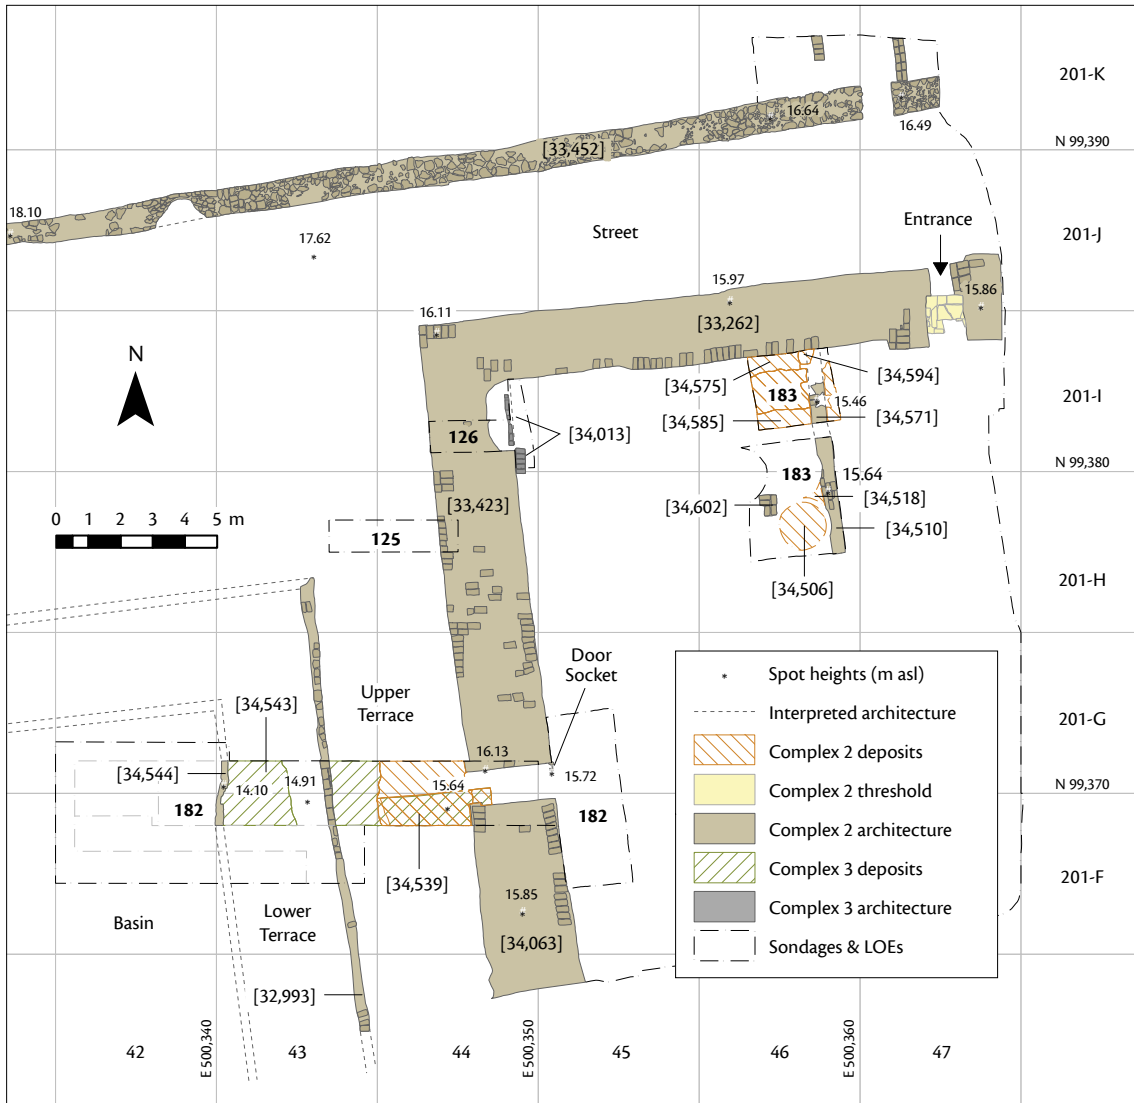 201-K
16.64
16.49
N 99,390
[33,452]
18.10
Entrance
17.62
Street
201-J
15.97
15.86
16.11
[33,262]
N
[34,575]
[34,594]
183
15.46
201-I
[34,585]
[34,571]
126
[34,013]
N 99,380
183
15.64
[33,423]
[34,602]
[34,518]
0 1 2 3 4 5 m
125
[34,510]
[34,506]
201-H
Door
Socket
Upper
Terrace
[34,543]
16.13
15.72
[34,544]
14.10
14.91
15.64
182
182
[34,539]
Basin
Lower
Terrace
15.85
[34,063]
[32,993]
Spot heights (m asl)
Interpreted architecture
Complex 2 deposits
Complex 2 threshold
Complex 2 architecture
Complex 3 deposits
Complex 3 architecture
Sondages & LOEs
201-G
N 99,370
201-F
42
E 500,340
43
44
E 500,350
45
46
E 500,360
47